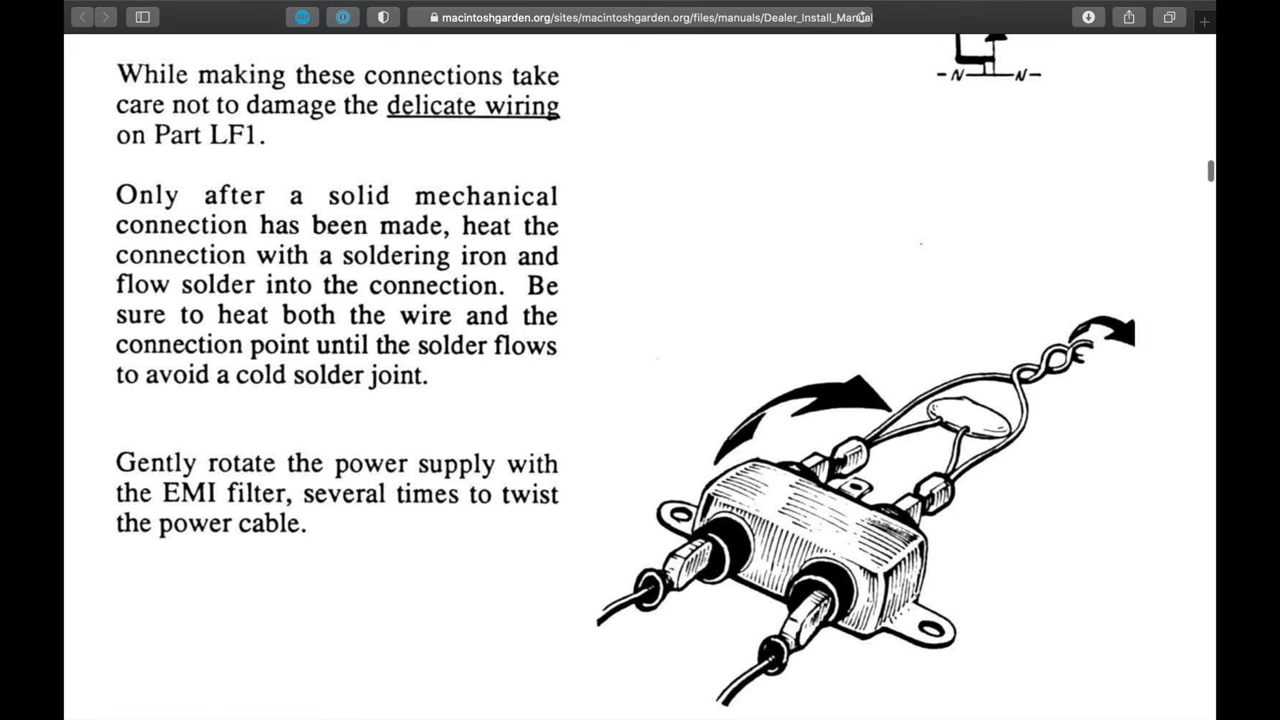 macintoshgarden.org/sites/macintoshgarden.org/files/manuals/Dealer_Install_Manual
While making these connections take
care not to damage the delicate wiring
on Part LF1.
Only after a solid mechanical
connection has been made, heat the
connection with a soldering iron and
flow solder into the connection. Be
sure to heat both the wire and the
connection point until the solder flows
to avoid a cold solder joint.
Gently rotate the power supply with
the EMI filter, several times to twist
the power cable.
- N
N -